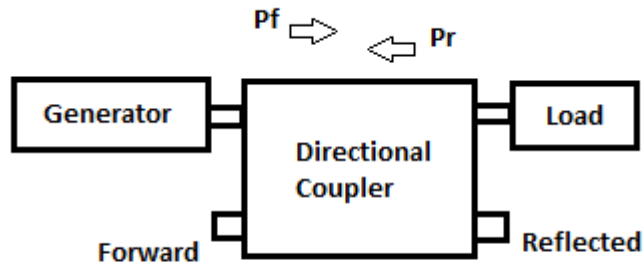 Pf
Pr
Generator
Load
Directional
Coupler
Forward
Reflected